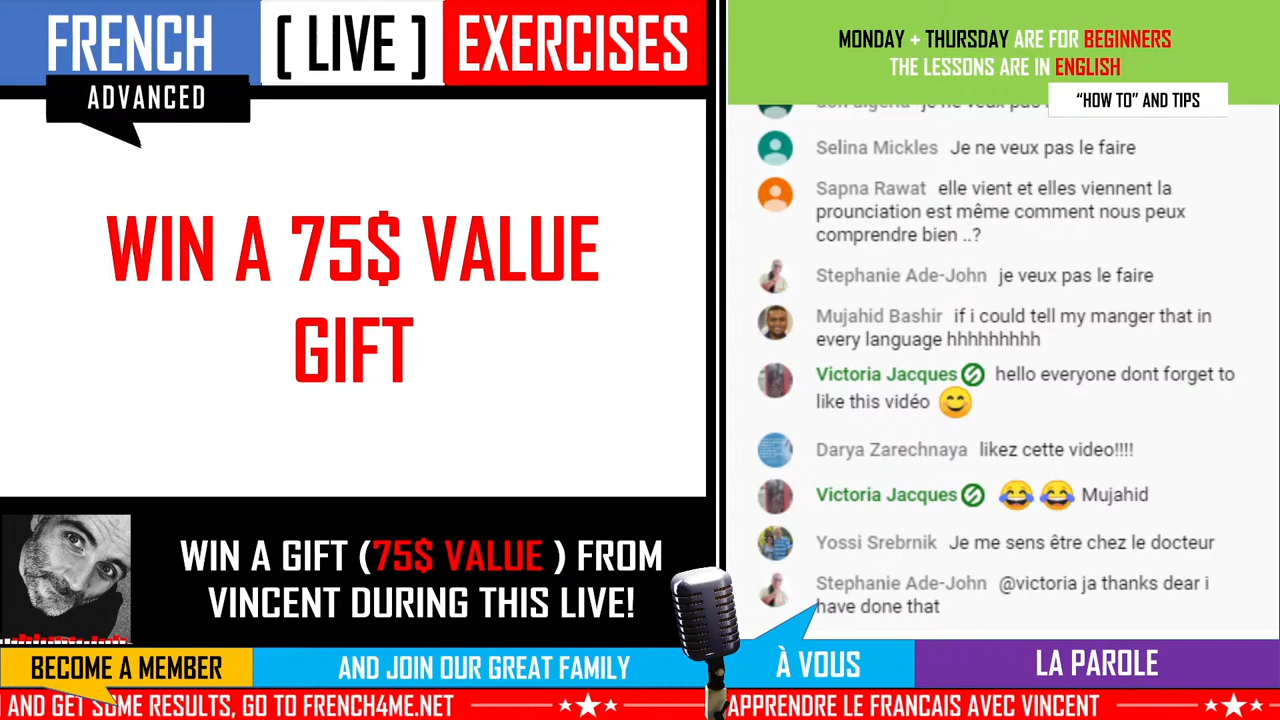 FRENCH [ LIVE ] EXERCISES
ADVANCED
WIN A 75$ VALUE
GIFT
WIN A GIFT (75$ VALUE ) FROM
VINCENT DURING THIS LIVE!
BECOME A MEMBER AND JOIN OUR GREAT FAMILY
AND GET SOME RESULTS, GO TO FRENCH4ME.NET
MONDAY + THURSDAY ARE FOR BEGINNERS
THE LESSONS ARE IN ENGLISH
“HOW TO” AND TIPS
je ne veux pas
Selina Mickles Je ne veux pas le faire
Sapna Rawat elle vient et elles viennent la
prounciation est même comment nous peux
comprendre bien ..?
Stephanie Ade-John je veux pas le faire
Mujahid Bashir if i could tell my manger that in
every language hhhhhhhhh
Victoria Jacques hello everyone dont forget to
like this vidéo 😊
Darya Zarechnaya likez cette video!!!!
Victoria Jacques 😂 😂 Mujahid
Yossi Srebrnik Je me sens être chez le docteur
Stephanie Ade-John @victoria ja thanks dear i
have done that
À VOUS LA PAROLE
APPRENDRE LE FRANCAIS AVEC VINCENT